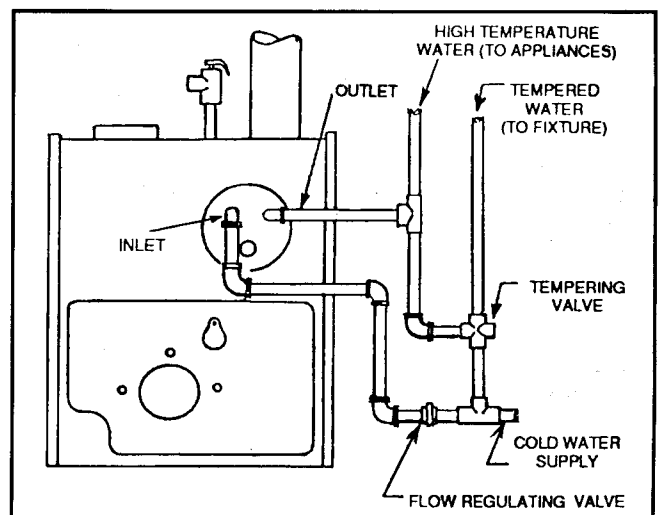 HIGH TEMPERATURE
WATER (TO APPLIANCES)
OUTLET
TEMPERED
WATER
(TO FIXTURE)
INLET
TEMPERING
VALVE
COLD WATER
SUPPLY
FLOW REGULATING VALVE